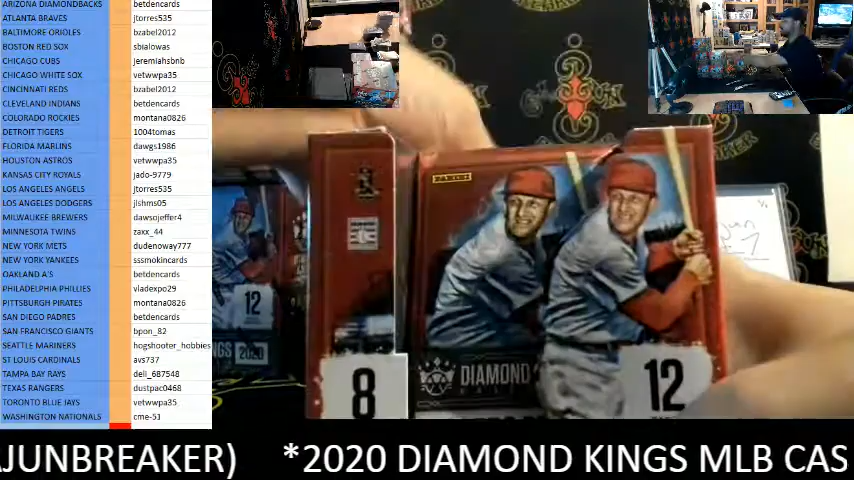 ARIZONA DIAMONDBACKS betdencards
ATLANTA BRAVES jtorres535
BALTIMORE ORIOLES bzabel2012
BOSTON RED SOX sbialowas
CHICAGO CUBS jeremiahsbnb
CHICAGO WHITE SOX vetwwpa35
CINCINNATI REDS bzabel2012
CLEVELAND INDIANS betdencards
COLORADO ROCKIES montana0826
DETROIT TIGERS 1004tomas
FLORIDA MARLINS dawgs1986
HOUSTON ASTROS vetwwpa35
KANSAS CITY ROYALS jado-9779
LOS ANGELES ANGELS jtorres535
LOS ANGELES DODGERS jlshms05
MILWAUKEE BREWERS dawsojeffer4
MINNESOTA TWINS zaxx_44
NEW YORK METS dudenoway777
NEW YORK YANKEES sssmokincards
OAKLAND A'S betdencards
PHILADELPHIA PHILLIES vladexpo29
PITTSBURGH PIRATES montana0826
SAN DIEGO PADRES betdencards
SAN FRANCISCO GIANTS bpon_82
SEATTLE MARINERS hogshooter_hobbies
ST LOUIS CARDINALS avs737
TAMPA BAY RAYS deli_687548
TEXAS RANGERS dustpac0468
TORONTO BLUE JAYS vetwwpa35
WASHINGTON NATIONALS cme-53
PANINI
12
2020
8
DIAMOND
12
AJUNBREAKER) *2020 DIAMOND KINGS MLB CAS